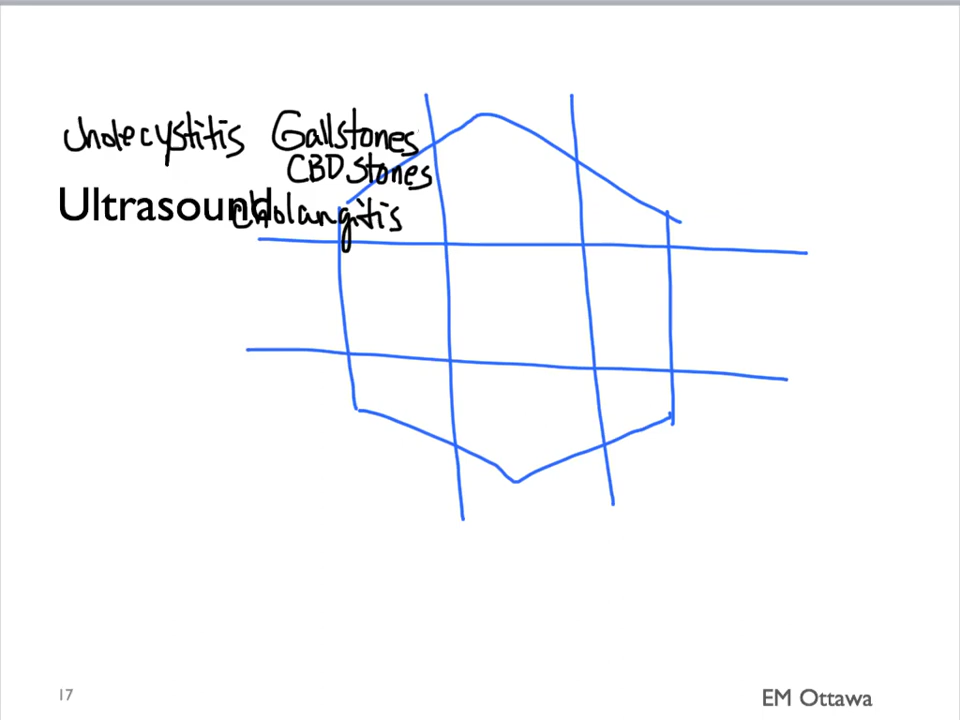 Cholecystitis Gallstones
CBD Stones
Ultrasound Cholangitis
17
EM Ottawa